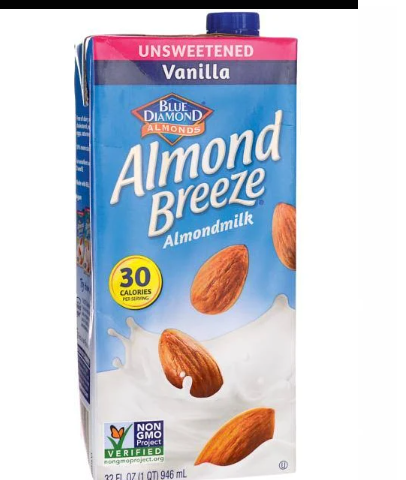 UNSWEETENED
Vanilla
BLUE
DIAMOND
ALMONDS
Almond
Breeze®
Almondmilk
30
CALORIES
PER SERVING
NON
GMO
Project
VERIFIED
nongmoproject.org
32 FL OZ (1 QT) 946 mL
U